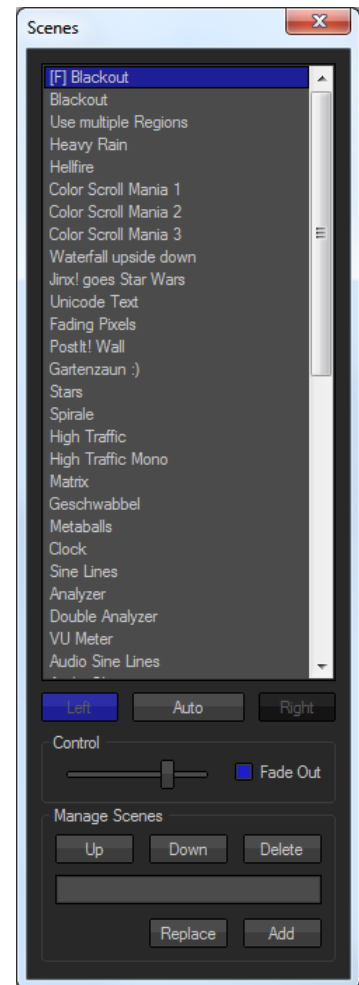 Scenes
[F] Blackout
Blackout
Use multiple Regions
Heavy Rain
Hellfire
Color Scroll Mania 1
Color Scroll Mania 2
Color Scroll Mania 3
Waterfall upside down
Jinx! goes Star Wars
Unicode Text
Fading Pixels
PostIt! Wall
Gartenzaun :)
Stars
Spirale
High Traffic
High Traffic Mono
Matrix
Geschwabbel
Metaballs
Clock
Sine Lines
Analyzer
Double Analyzer
VU Meter
Audio Sine Lines
Left Auto Right
Control
Fade Out
Manage Scenes
Up Down Delete
Replace Add